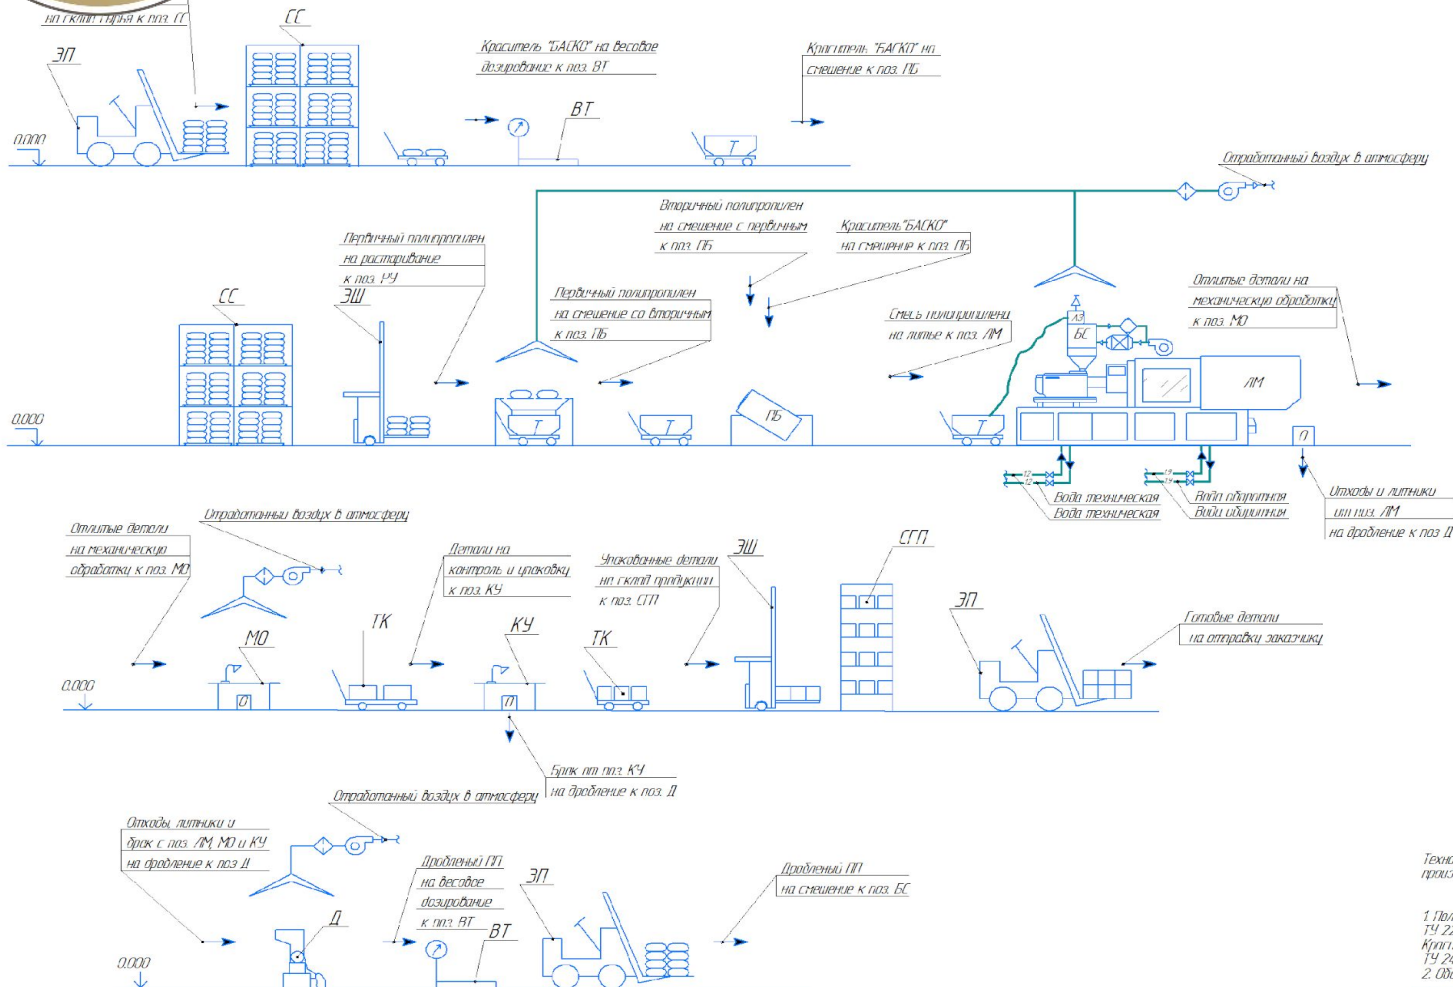 на склад сырья к поз. СС
ЭП
СС
Краситель "БАСКО" на весовое
дозирование к поз. ВТ
ВТ
Краситель "БАСКО" на
смешение к поз. ПБ
Т
0.000
Отработанный воздух в атмосферу
Первичный полипропилен
на растаривание
к поз. РУ
СС
ЭШ
Первичный полипропилен
на смешение со вторичным
к поз. ПБ
Вторичный полипропилен
на смешение с первичным
к поз. ПБ
Краситель "БАСКО"
на смешение к поз. ПБ
Смесь полипропилена
на литье к поз. ЛМ
Отлитые детали на
механическую обработку
к поз. МО
ЛЗ
БС
ЛМ
Т
Т
ПБ
Т
П
0.000
12
12
Вода техническая
Вода техническая
Вода оборотная
Вода оборотная
Отходы и литники
от поз. ЛМ
на дробление к поз Д
Отлитые детали
на механическую
обработку к поз. МО
Отработанный воздух в атмосферу
МО
ТК
Детали на
контроль и упаковку
к поз. КУ
КУ
Упакованные детали
на склад продукции
к поз. СГП
ТК
ЭШ
СГП
ЭП
Готовые детали
на отправку заказчику
П
0.000
Брак от поз. КУ
на дробление к поз. Д
Отходы, литники и
брак с поз. ЛМ, МО и КУ
на дробление к поз Д
Отработанный воздух в атмосферу
Д
Дробленый ПП
на весовое
дозирование
к поз. ВТ
ВТ
ЭП
Дробленый ПП
на смешение к поз. БС
0.000